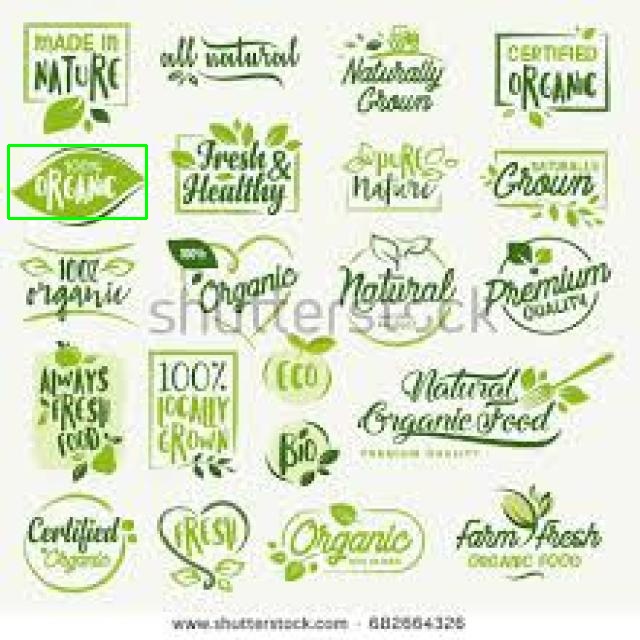 MADE IN
NATURE
all natural
Naturally
Grown
CERTIFIED
ORGANIC
100%
ORGANIC
Fresh &
Healthy
PURE
Nature
NATURALLY
Grown
100%
organic
100%
Organic
Natural
Premium
QUALITY
shutterstock
ALWAYS
FRESH
FOOD
100%
LOCALLY
GROWN
ECO
BIO
Natural
Organic Food
PREMIUM QUALITY
Certified
Organic
FRESH
Organic
Farm fresh
ORGANIC FOOD
www.shutterstock.com · 682664326